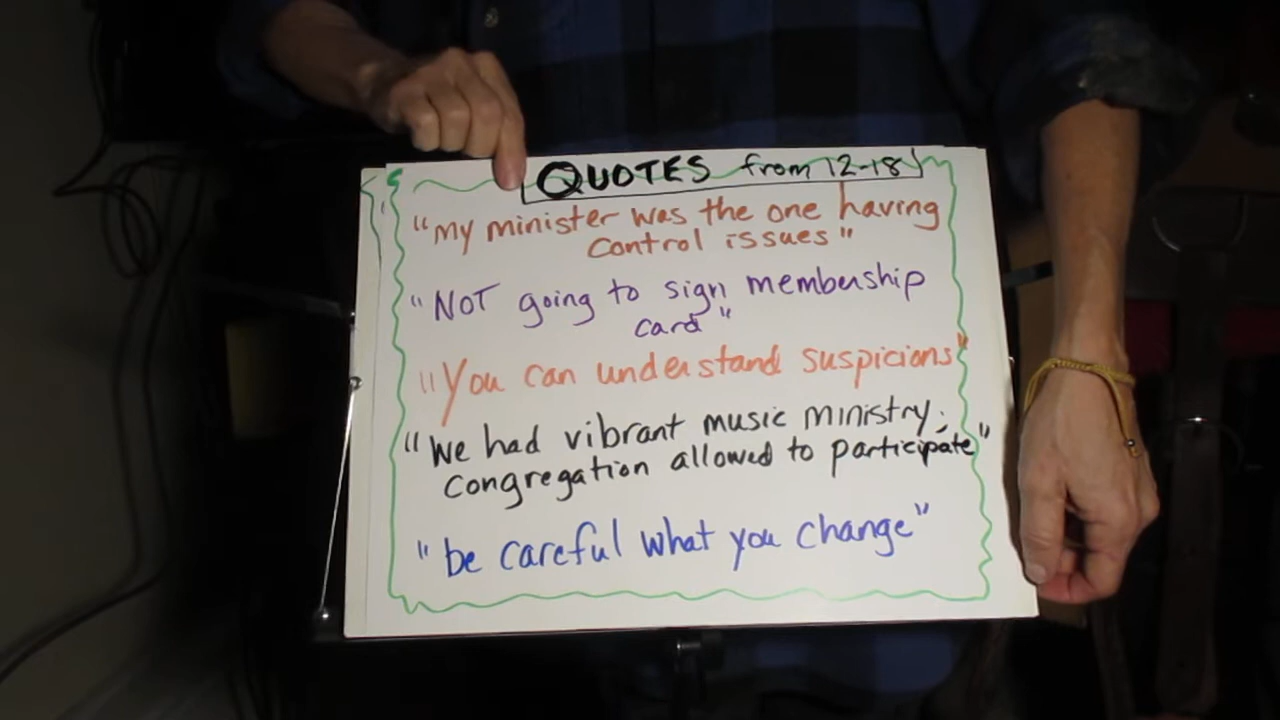 QUOTES from 12-18
"my minister was the one having
control issues"
"NOT going to sign membership
card"
"You can understand suspicions"
"We had vibrant music ministry.
congregation allowed to participate"
"be careful what you change"